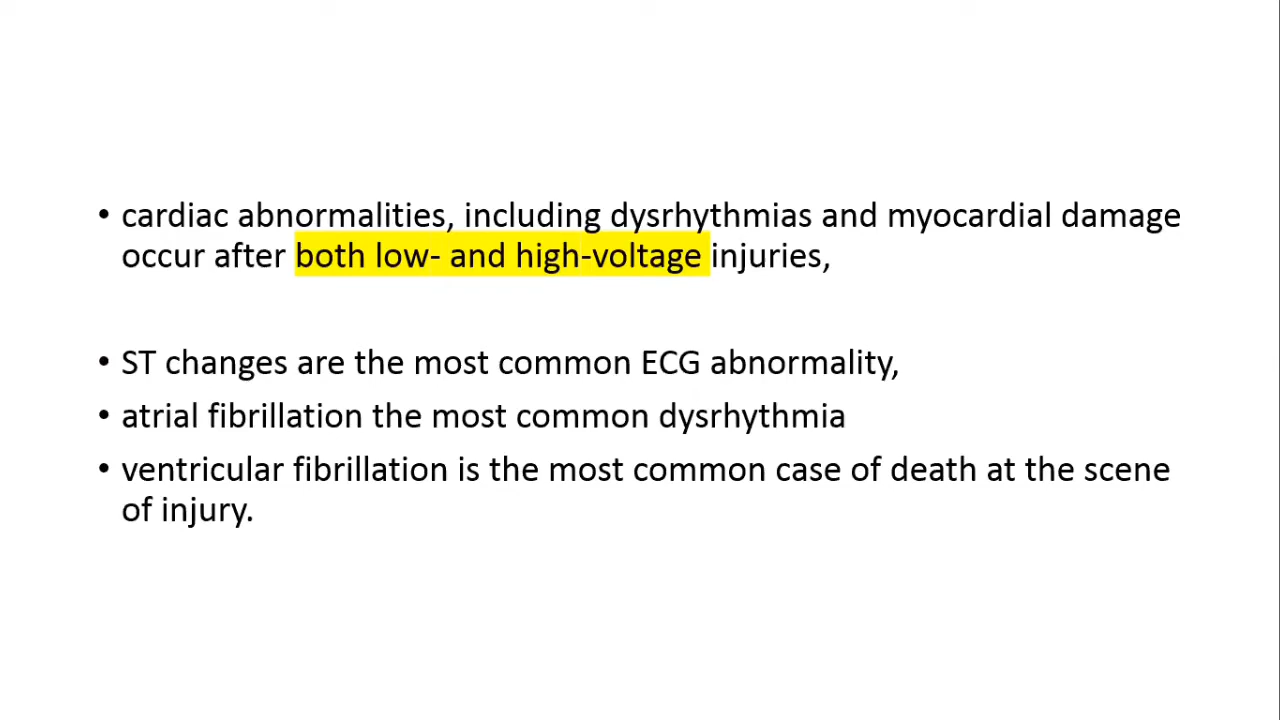 • cardiac abnormalities, including dysrhythmias and myocardial damage
occur after both low- and high-voltage injuries,
• ST changes are the most common ECG abnormality,
• atrial fibrillation the most common dysrhythmia
• ventricular fibrillation is the most common case of death at the scene
of injury.